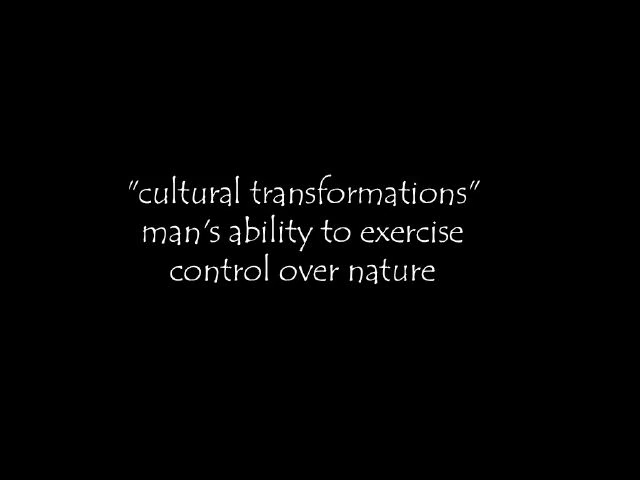 "cultural transformations"
man's ability to exercise
control over nature